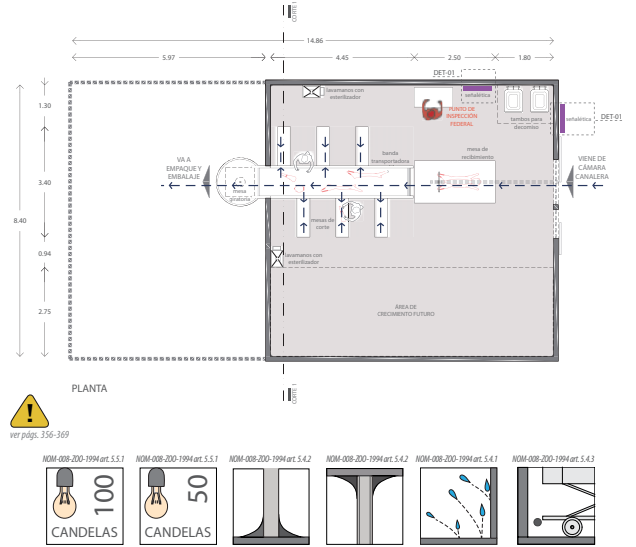 CORTE 1
14.86
5.97
4.45
2.50
1.80
DET-01
lavamanos con
esterilizador
señalética
PUNTO DE
INSPECCIÓN
FEDERAL
tambos para
decomiso
señalética
DET-01
1.30
3.40
8.40
0.94
2.75
VA A
EMPAQUE Y
EMBALAJE
banda
transportadora
mesa de
recibimiento
VIENE DE
CÁMARA
CANALERA
mesa
giratoria
mesas de
corte
lavamanos con
esterilizador
ÁREA DE
CRECIMIENTO FUTURO
PLANTA
CORTE 1
!
ver págs. 356-369
NOM-008-ZOO-1994 art. 5.5.1
NOM-008-ZOO-1994 art. 5.5.1
NOM-008-ZOO-1994 art. 5.4.2
NOM-008-ZOO-1994 art. 5.4.2
NOM-008-ZOO-1994 art. 5.4.1
NOM-008-ZOO-1994 art. 5.4.3
100
CANDELAS
50
CANDELAS